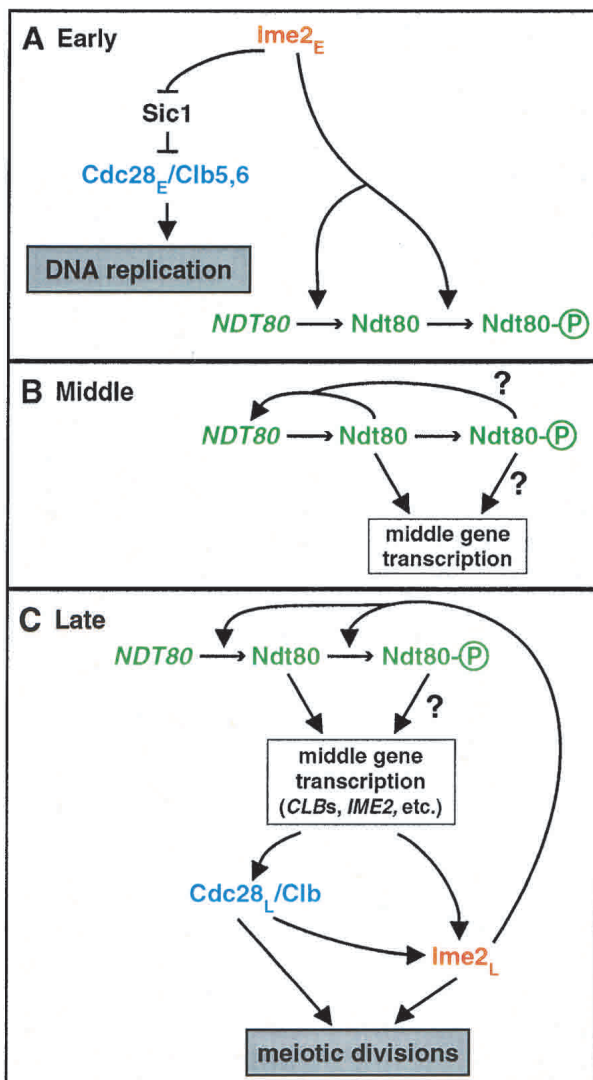 A Early
Ime2E
Sic1
Cdc28E/Clb5,6
DNA replication
NDT80 → Ndt80 → Ndt80-Ⓟ
B Middle
?
NDT80 → Ndt80 → Ndt80-Ⓟ
?
middle gene
transcription
C Late
NDT80 → Ndt80 → Ndt80-Ⓟ
?
middle gene
transcription
(CLBs, IME2, etc.)
Cdc28L/Clb
Ime2L
meiotic divisions